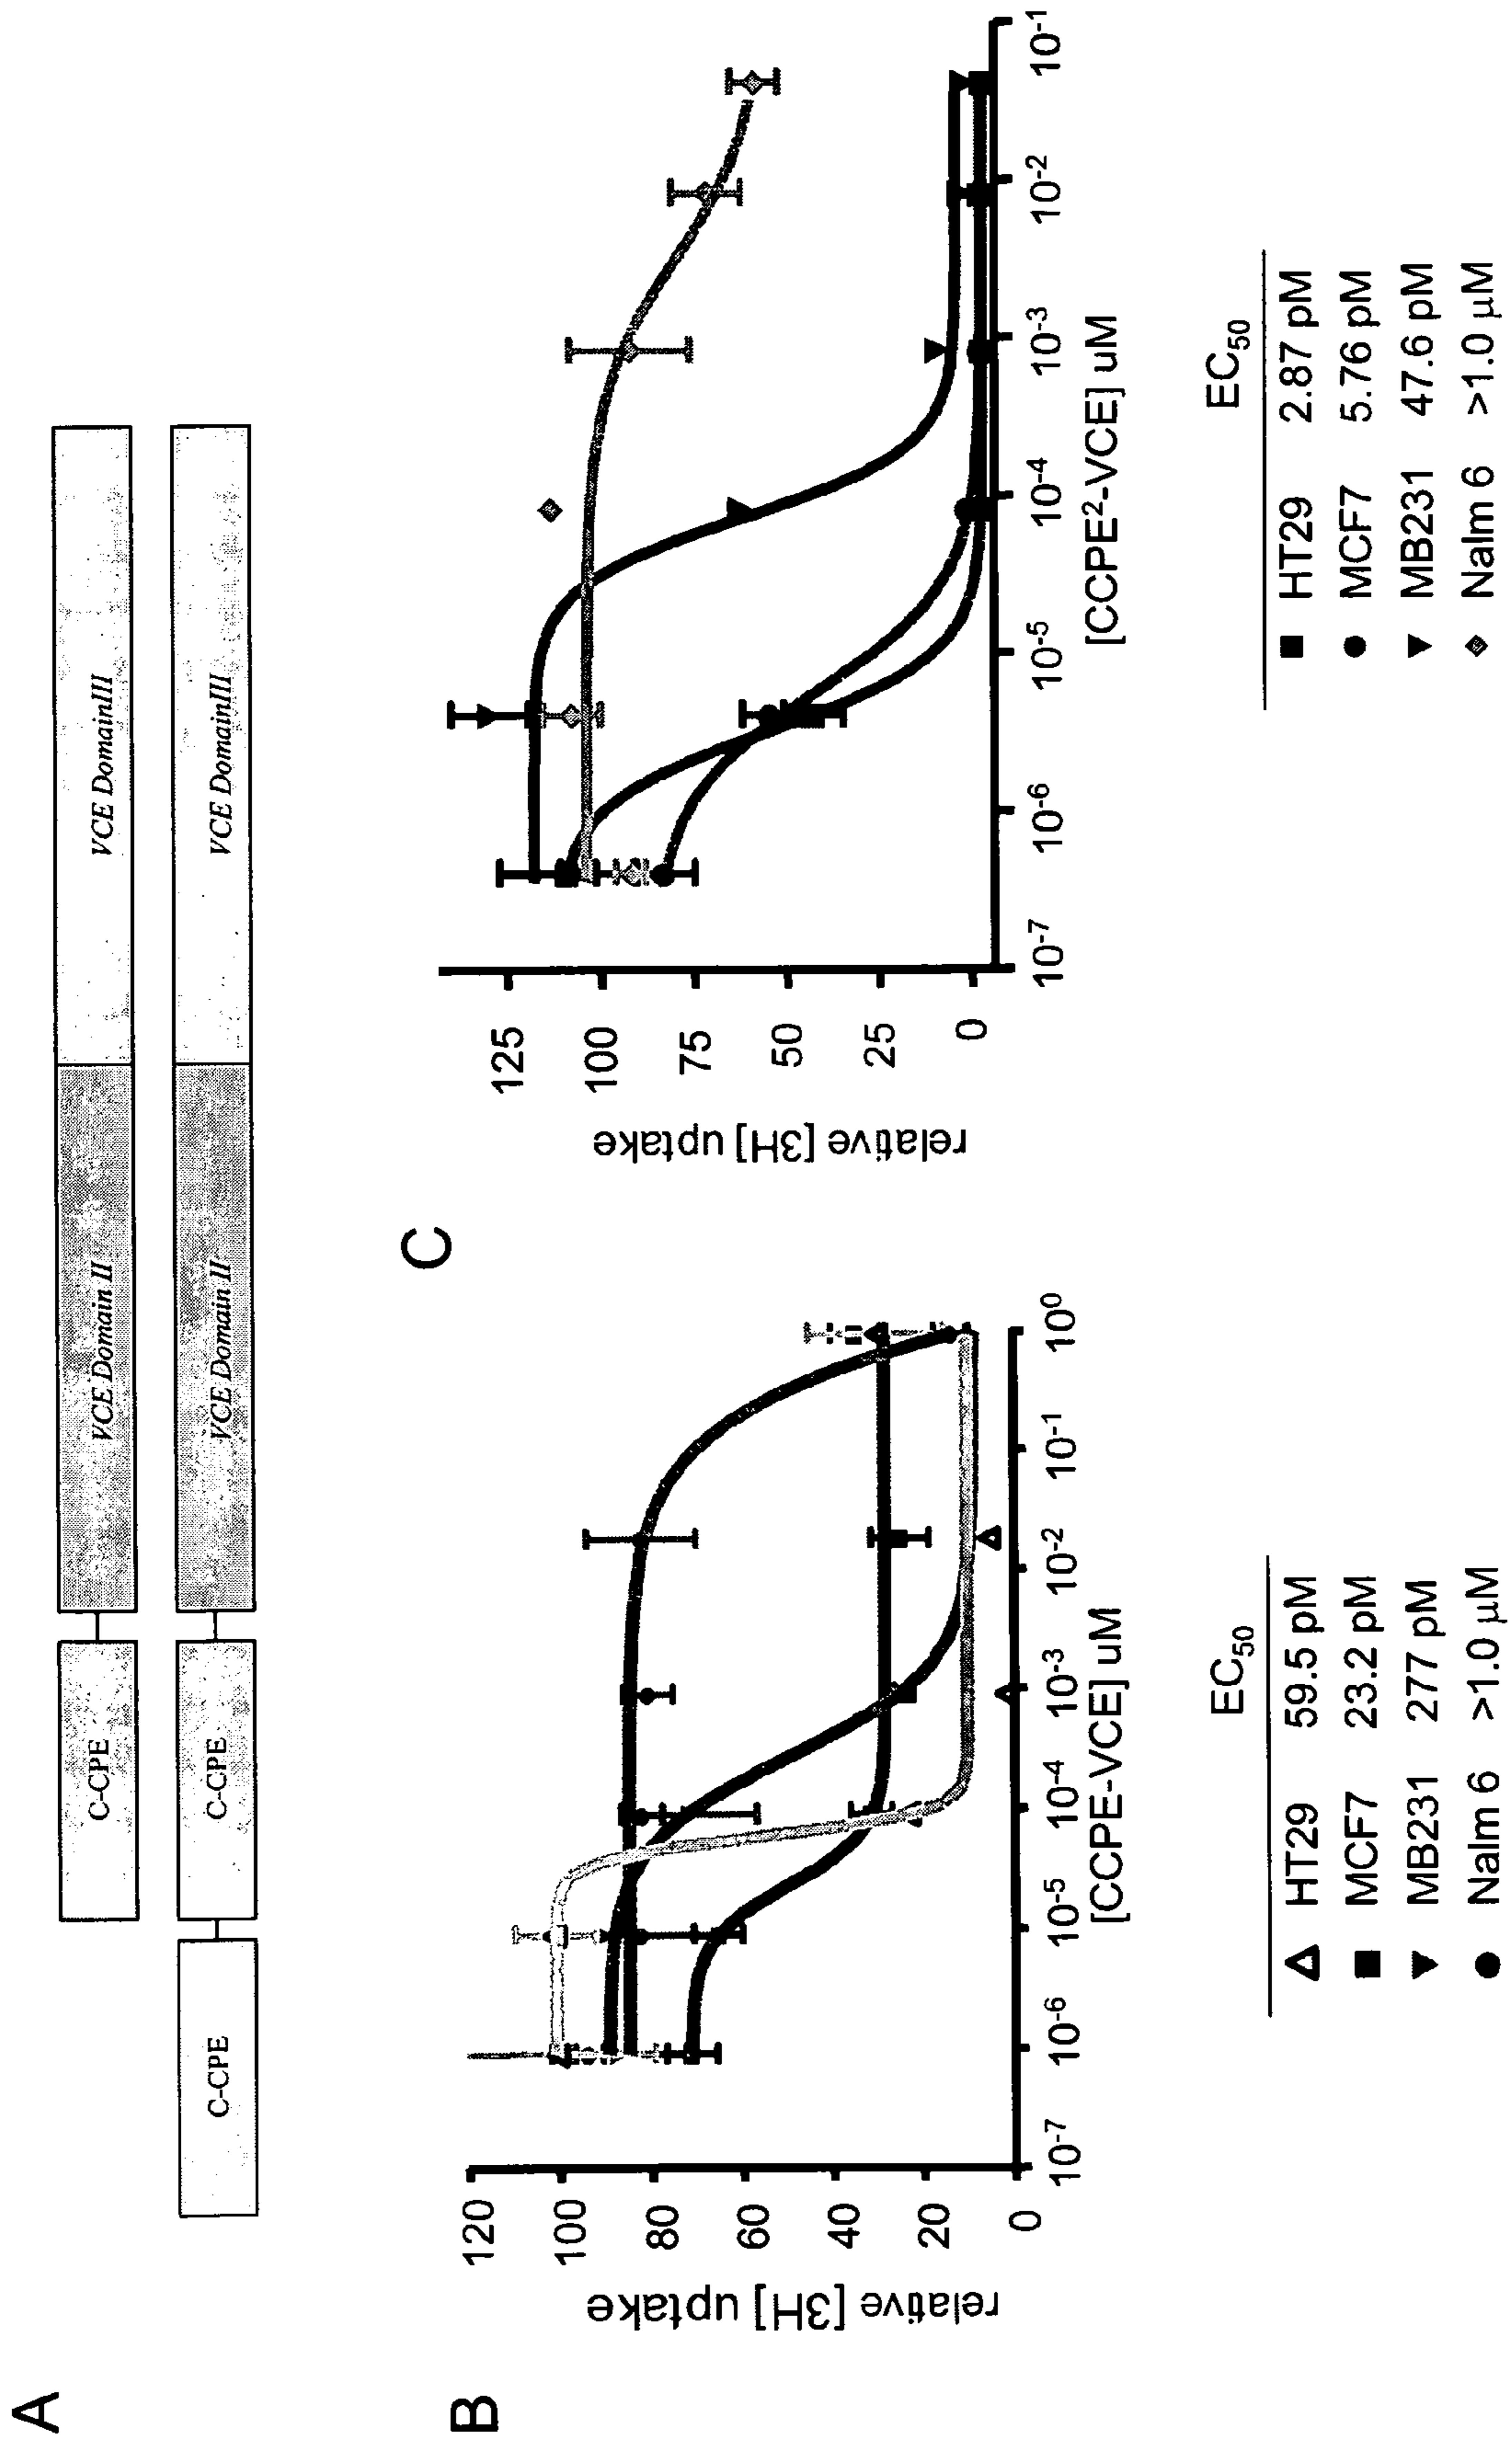 A
C-CPE
VCE Domain II
VCE DomainIII
C-CPE
C-CPE
VCE Domain II
VCE DomainIII
B
relative [3H] uptake
120
100
80
60
40
20
0
10-7
10-6
10-5
10-4
10-3
10-2
10-1
100
[CCPE-VCE] uM
EC50
HT29 59.5 pM
MCF7 23.2 pM
MB231 277 pM
Nalm 6 >1.0 µM
C
relative [3H] uptake
125
100
75
50
25
0
10-7
10-6
10-5
10-4
10-3
10-2
10-1
[CCPE2-VCE] uM
EC50
HT29 2.87 pM
MCF7 5.76 pM
MB231 47.6 pM
Nalm 6 >1.0 µM